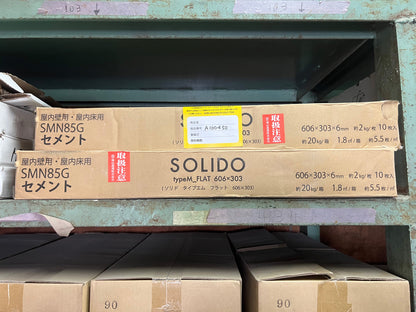 103
103
屋内壁用・屋内床用
SMN85G
セメント
SOLIDO
A100450
取扱注意
606×303×6mm 約2kg/枚 10枚入
約20kg/箱 1.8㎡/箱 約5.5枚/㎡
屋内壁用・屋内床用
SMN85G
セメント
取扱注意
SOLIDO
typeM_FLAT 606×303
(ソリド タイプエム フラット 606×303)
606×303×6mm 約2kg/枚 10枚入
約20kg/箱 1.8㎡/箱 約5.5枚/㎡
90
90